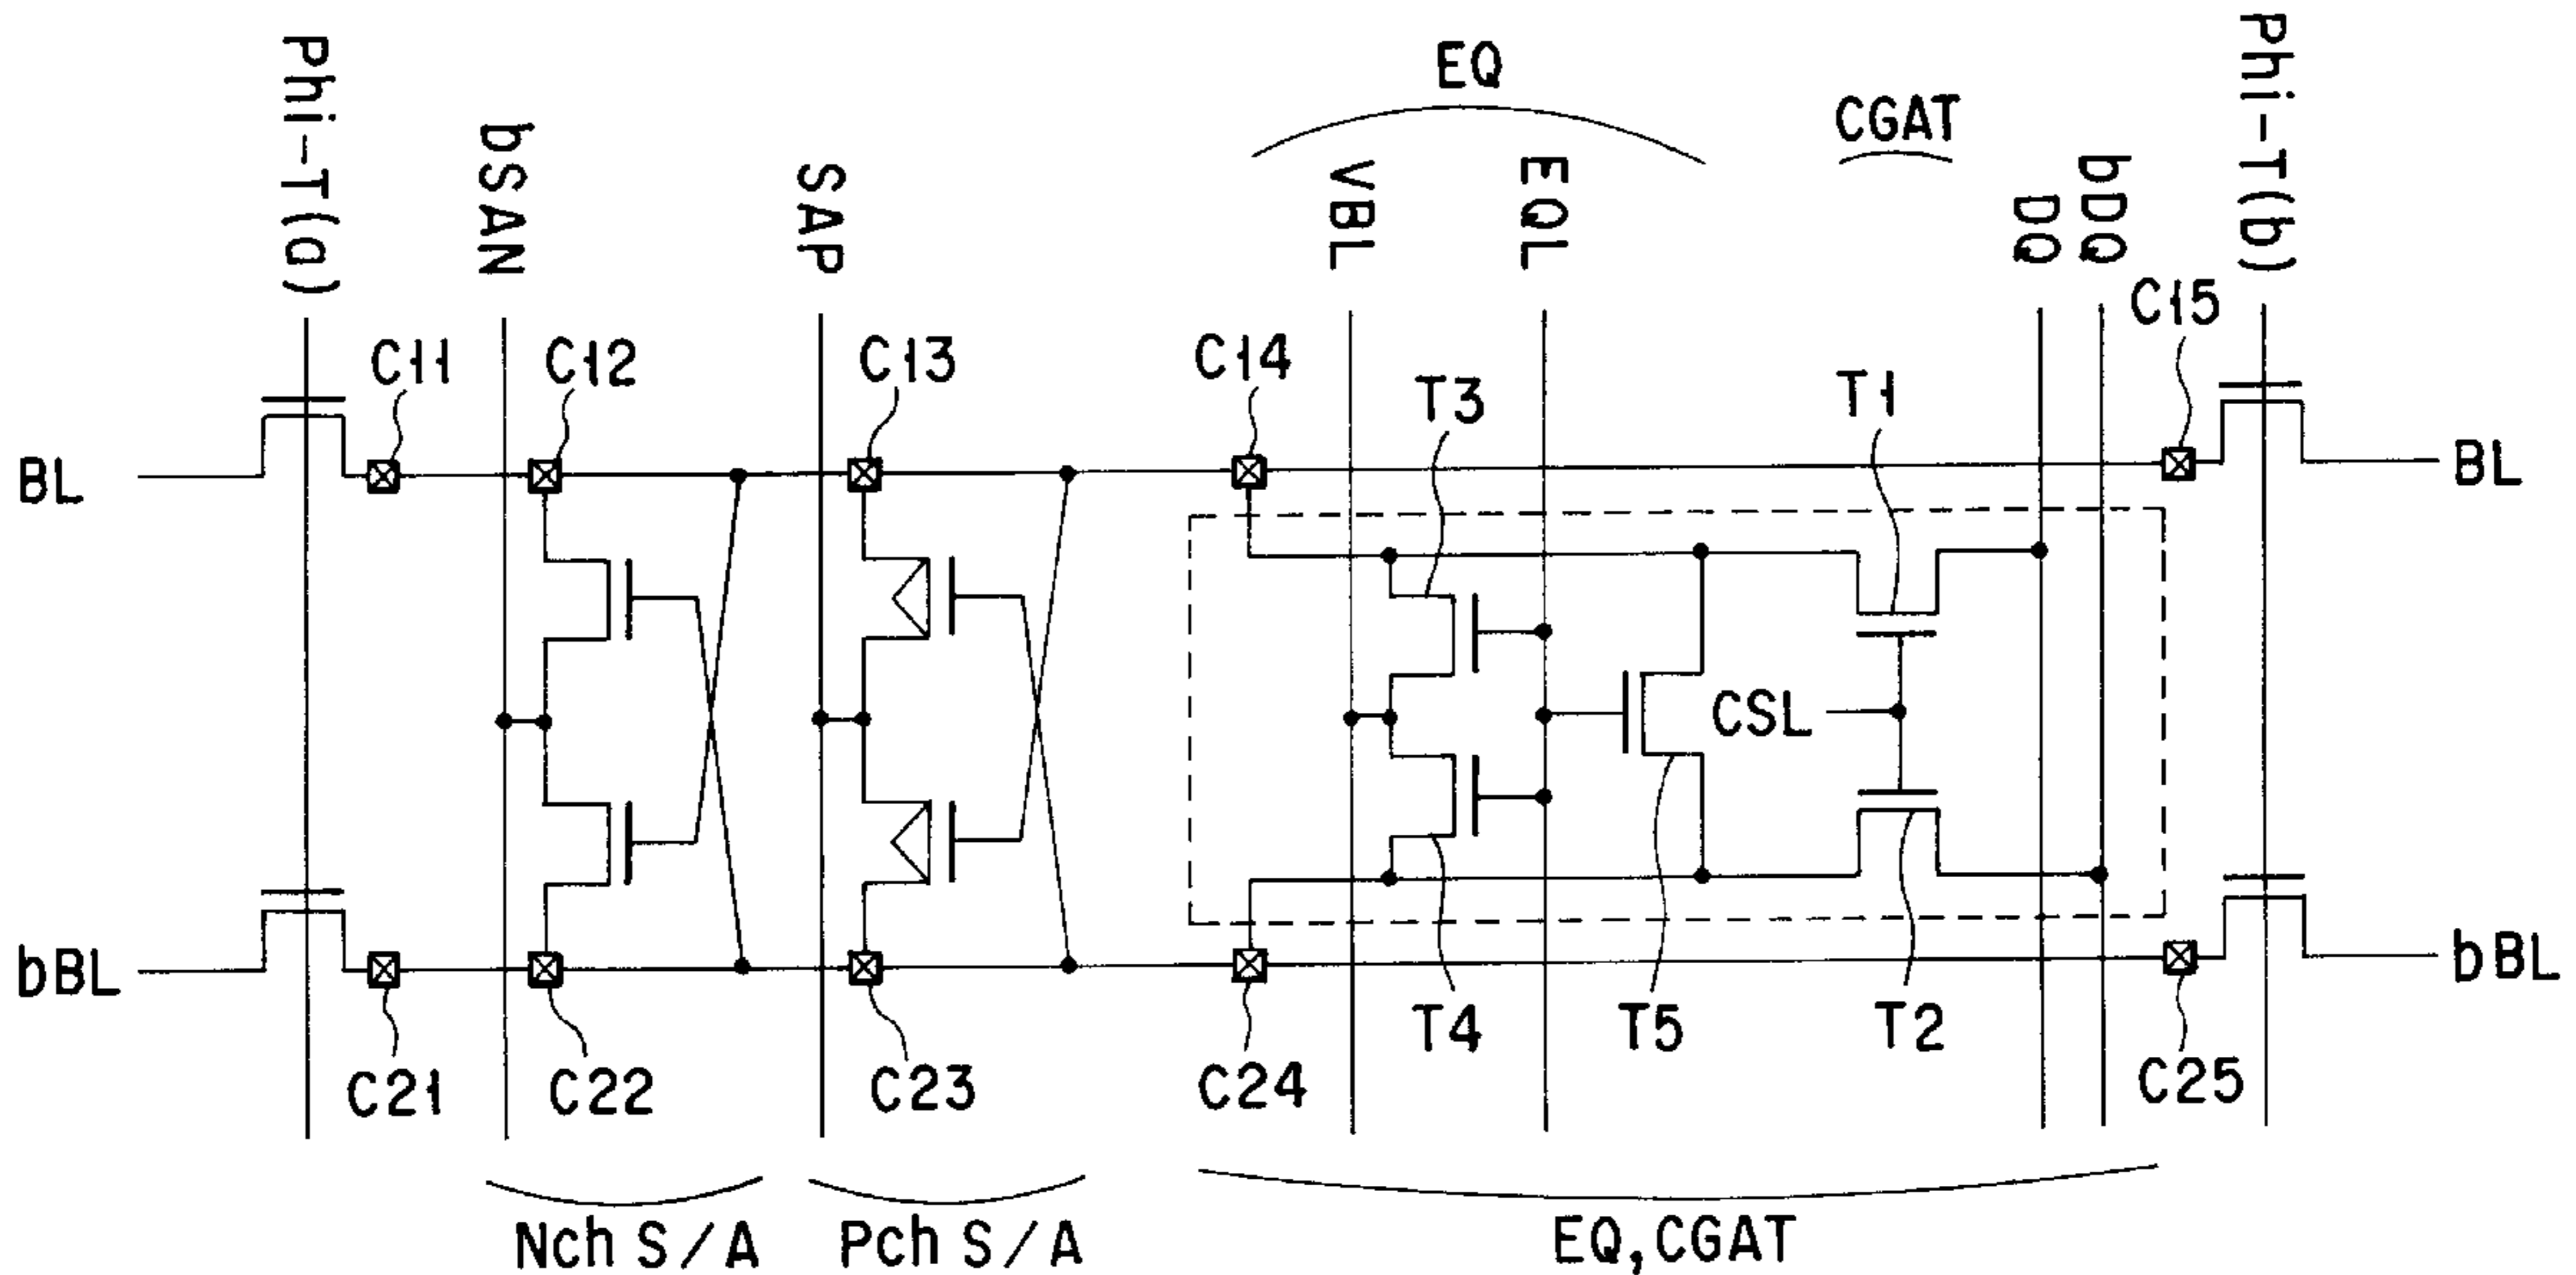 Phi-T(a)
bSAN
SAP
EQ
VBL
EQL
CGAT
DQ
bDQ
Phi-T(b)
C11
C12
C13
C14
T3
T1
C15
BL
BL
CSL
bBL
bBL
C21
C22
C23
C24
T4
T5
T2
C25
Nch S/A
Pch S/A
EQ,CGAT